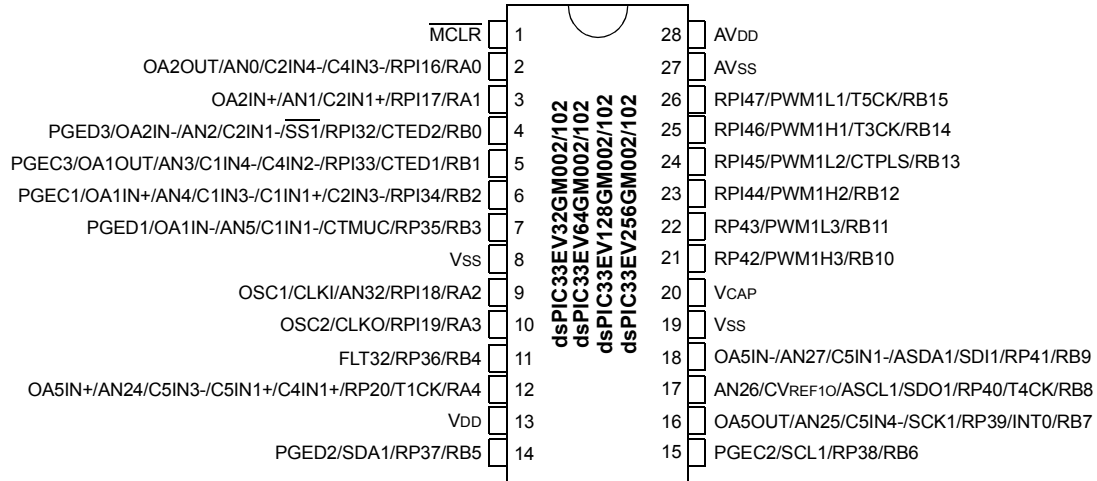 MCLR 1
OA2OUT/AN0/C2IN4-/C4IN3-/RPI16/RA0 2
OA2IN+/AN1/C2IN1+/RPI17/RA1 3
PGED3/OA2IN-/AN2/C2IN1-/SS1/RPI32/CTED2/RB0 4
PGEC3/OA1OUT/AN3/C1IN4-/C4IN2-/RPI33/CTED1/RB1 5
PGEC1/OA1IN+/AN4/C1IN3-/C1IN1+/C2IN3-/RPI34/RB2 6
PGED1/OA1IN-/AN5/C1IN1-/CTMUC/RP35/RB3 7
VSS 8
OSC1/CLKI/AN32/RPI18/RA2 9
OSC2/CLKO/RPI19/RA3 10
FLT32/RP36/RB4 11
OA5IN+/AN24/C5IN3-/C5IN1+/C4IN1+/RP20/T1CK/RA4 12
VDD 13
PGED2/SDA1/RP37/RB5 14
dsPIC33EV32GM002/102
dsPIC33EV64GM002/102
dsPIC33EV128GM002/102
dsPIC33EV256GM002/102
28 AVDD
27 AVSS
26 RPI47/PWM1L1/T5CK/RB15
25 RPI46/PWM1H1/T3CK/RB14
24 RPI45/PWM1L2/CTPLS/RB13
23 RPI44/PWM1H2/RB12
22 RP43/PWM1L3/RB11
21 RP42/PWM1H3/RB10
20 VCAP
19 VSS
18 OA5IN-/AN27/C5IN1-/ASDA1/SDI1/RP41/RB9
17 AN26/CVREF1O/ASCL1/SDO1/RP40/T4CK/RB8
16 OA5OUT/AN25/C5IN4-/SCK1/RP39/INT0/RB7
15 PGEC2/SCL1/RP38/RB6